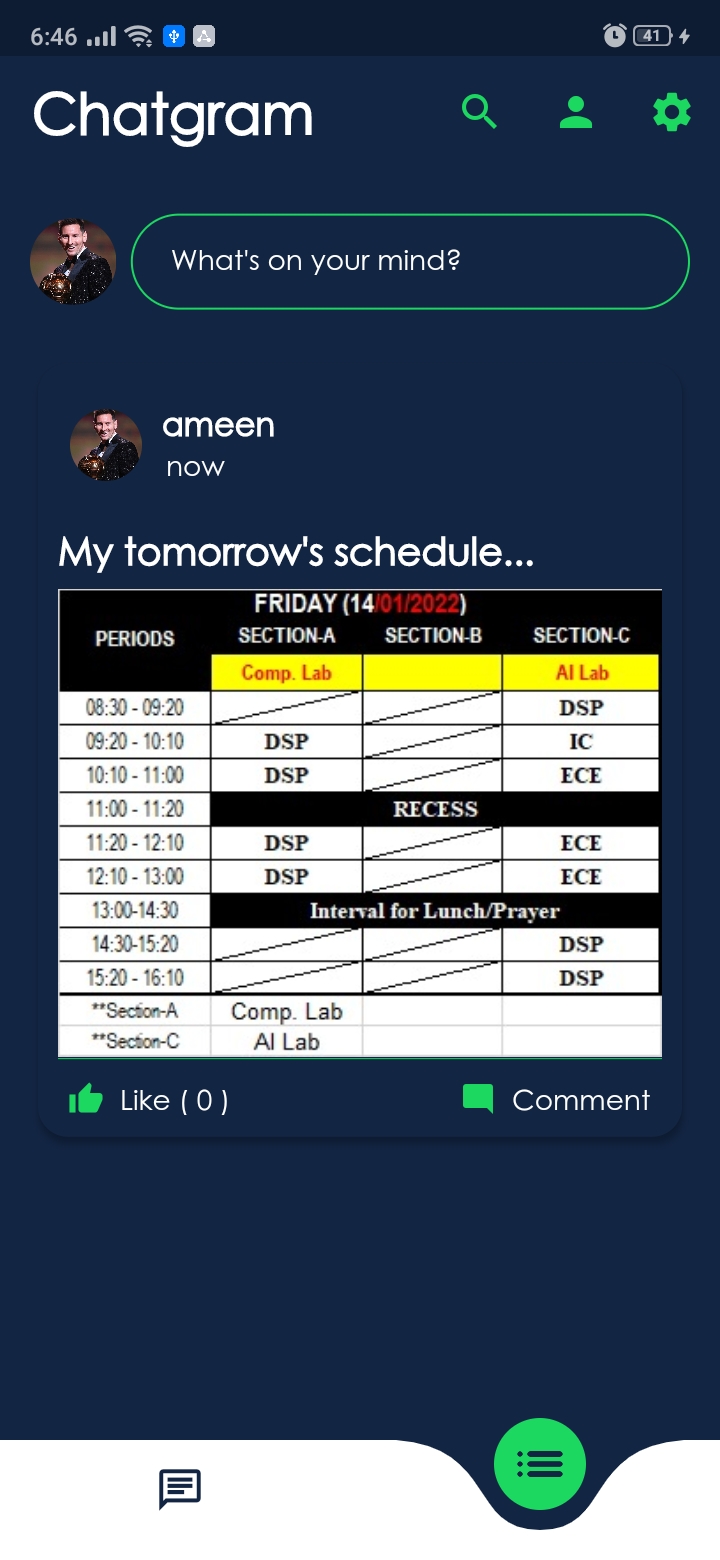 6:46 41
Chatgram
What's on your mind?
ameen
now
My tomorrow's schedule...
FRIDAY (14/01/2022)
PERIODS SECTION-A SECTION-B SECTION-C
Comp. Lab AI Lab
08:30 - 09:20 DSP
09:20 - 10:10 DSP IC
10:10 - 11:00 DSP ECE
11:00 - 11:20 RECESS
11:20 - 12:10 DSP ECE
12:10 - 13:00 DSP ECE
13:00-14:30 Interval for Lunch/Prayer
14:30-15:20 DSP
15:20 - 16:10 DSP
**Section-A Comp. Lab
**Section-C AI Lab
Like ( 0 ) Comment